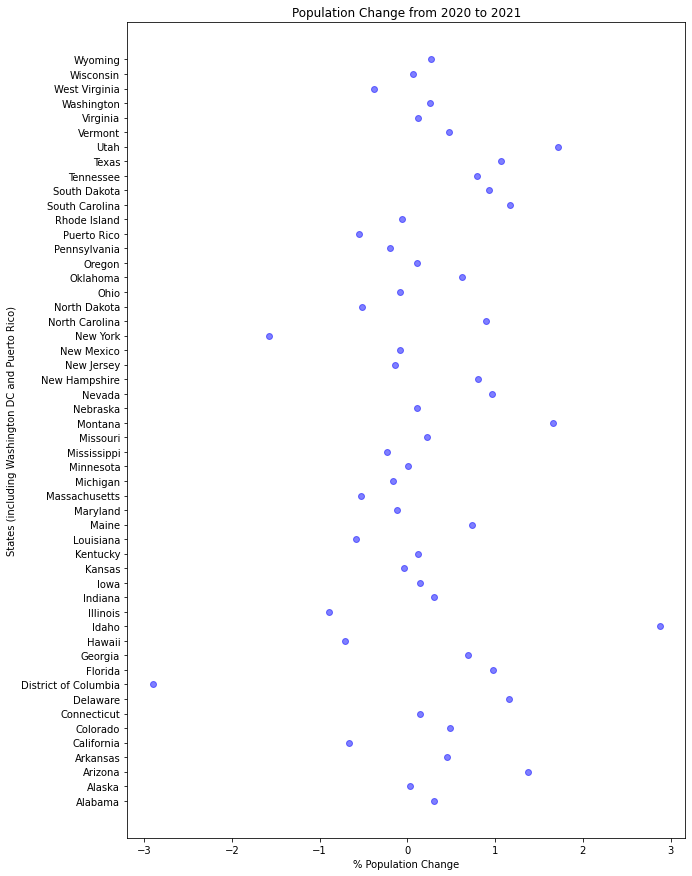 Population Change from 2020 to 2021
States (including Washington DC and Puerto Rico)
Wyoming
Wisconsin
West Virginia
Washington
Virginia
Vermont
Utah
Texas
Tennessee
South Dakota
South Carolina
Rhode Island
Puerto Rico
Pennsylvania
Oregon
Oklahoma
Ohio
North Dakota
North Carolina
New York
New Mexico
New Jersey
New Hampshire
Nevada
Nebraska
Montana
Missouri
Mississippi
Minnesota
Michigan
Massachusetts
Maryland
Maine
Louisiana
Kentucky
Kansas
Iowa
Indiana
Illinois
Idaho
Hawaii
Georgia
Florida
District of Columbia
Delaware
Connecticut
Colorado
California
Arkansas
Arizona
Alaska
Alabama
−3 −2 −1 0 1 2 3
% Population Change